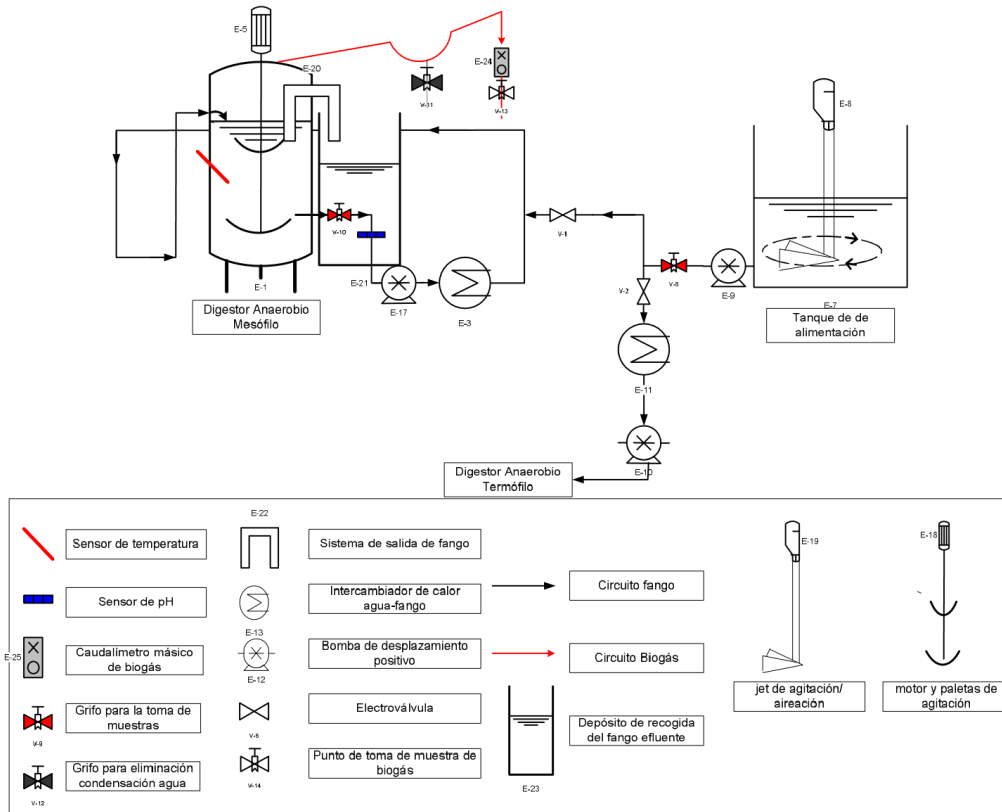 E-5
E-20
E-24
V-11
V-13
E-8
V-10
V-1
E-21
E-17
E-3
V-2
V-8
E-9
E-7
E-1
Digestor Anaerobio
Mesófilo
Tanque de de
alimentación
E-11
E-10
Digestor Anaerobio
Termófilo
E-22
Sensor de temperatura
Sistema de salida de fango
E-19
E-18
Sensor de pH
Intercambiador de calor
agua-fango
E-13
Circuito fango
E-25
Caudalímetro másico
de biogás
Bomba de desplazamiento
positivo
E-12
Circuito Biogás
Grifo para la toma de
muestras
V-9
Electroválvula
V-6
jet de agitación/
aireación
motor y paletas de
agitación
Depósito de recogida
del fango efluente
E-23
Grifo para eliminación
condensación agua
V-12
Punto de toma de muestra de
biogás
V-14